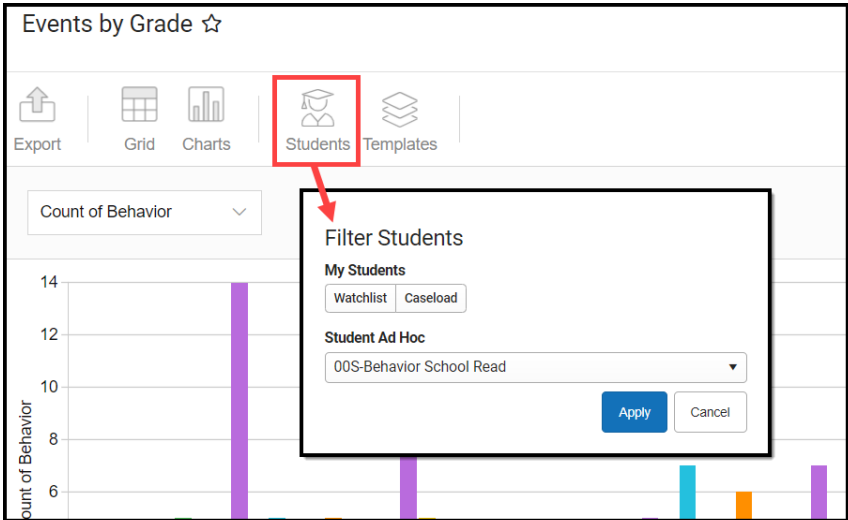 Events by Grade
Export Grid Charts Students Templates
Count of Behavior
Filter Students
My Students
Watchlist Caseload
Student Ad Hoc
00S-Behavior School Read
Apply Cancel
14
12
10
8
6
ount of Behavior